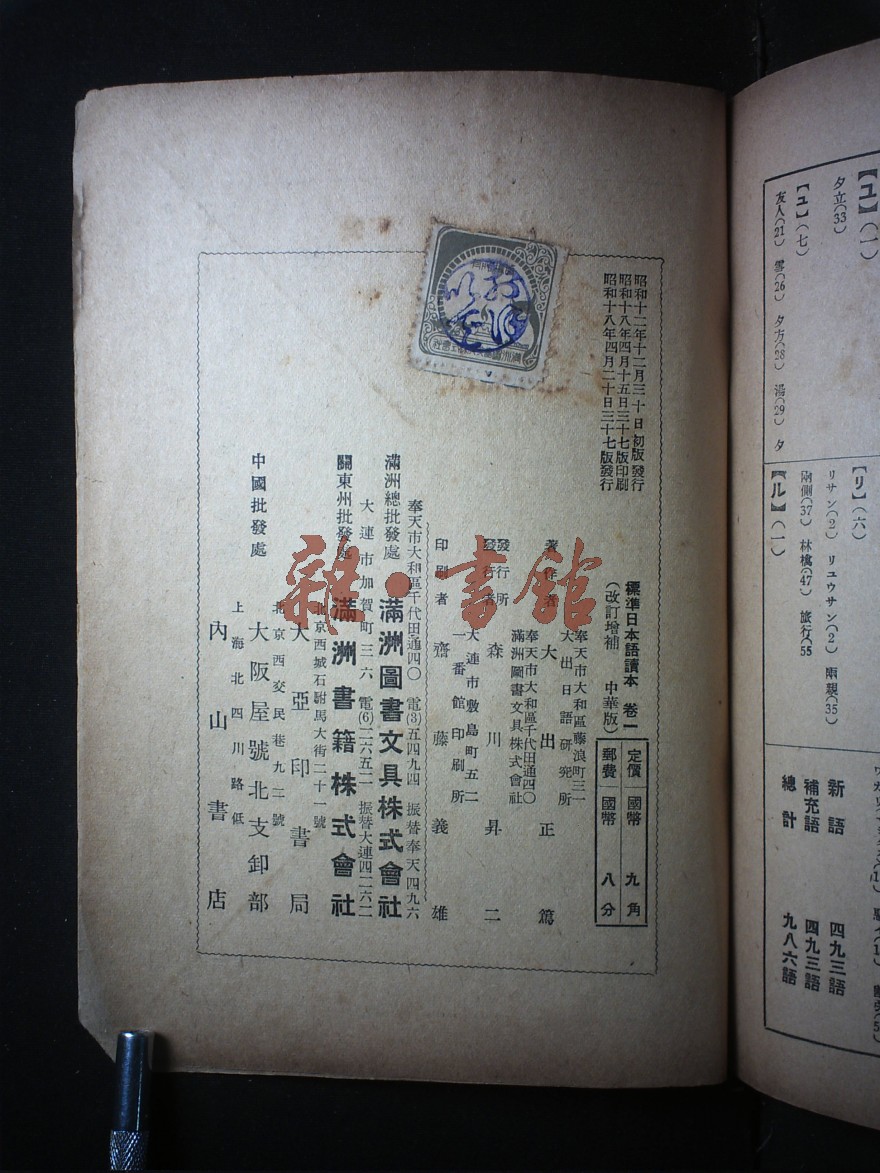 昭和十二年十二月三十日初版發行
昭和十八年四月十五日三十七版印刷
昭和十八年四月二十日三十七版發行
標準日本語讀本 卷一
(改訂增補 中華版)
定價 國幣 九角
郵費 國幣 八分
奉天市大和區藤浪町三一
大出日語研究所
著作者 大出正篤
奉天市大和區千代田通四〇
滿洲圖書文具株式會社
發行所
發行者 森川昇二
大連市敷島町五二
一番館印刷所
印刷者 齋藤義雄
奉天市大和區千代田通四〇 電(3)五四九四 振替奉天四九六
滿洲總批發處 滿洲圖書文具株式會社
大連市加賀町三六 電(6)二六五二 振替大連四二六二
關東州批發處 滿洲書籍株式會社
北京西城石駙馬大街二十一號
大亞印書局
北京西交民巷九二號
中國批發處 大阪屋號北支卸部
上海北四川路低
內山書店
雜·書館
【ユ】(一)
夕立(33)
【ユ】(七)
友人(21) 雪(26) 夕方(28) 湯(29) 夕
【リ】(六)
リサン(2) リユウサン(2) 兩親(35)
兩側(37) 林檎(47) 旅行(55
【ル】(一)
新語 四九三語
補充語 四九三語
總計 九八六語